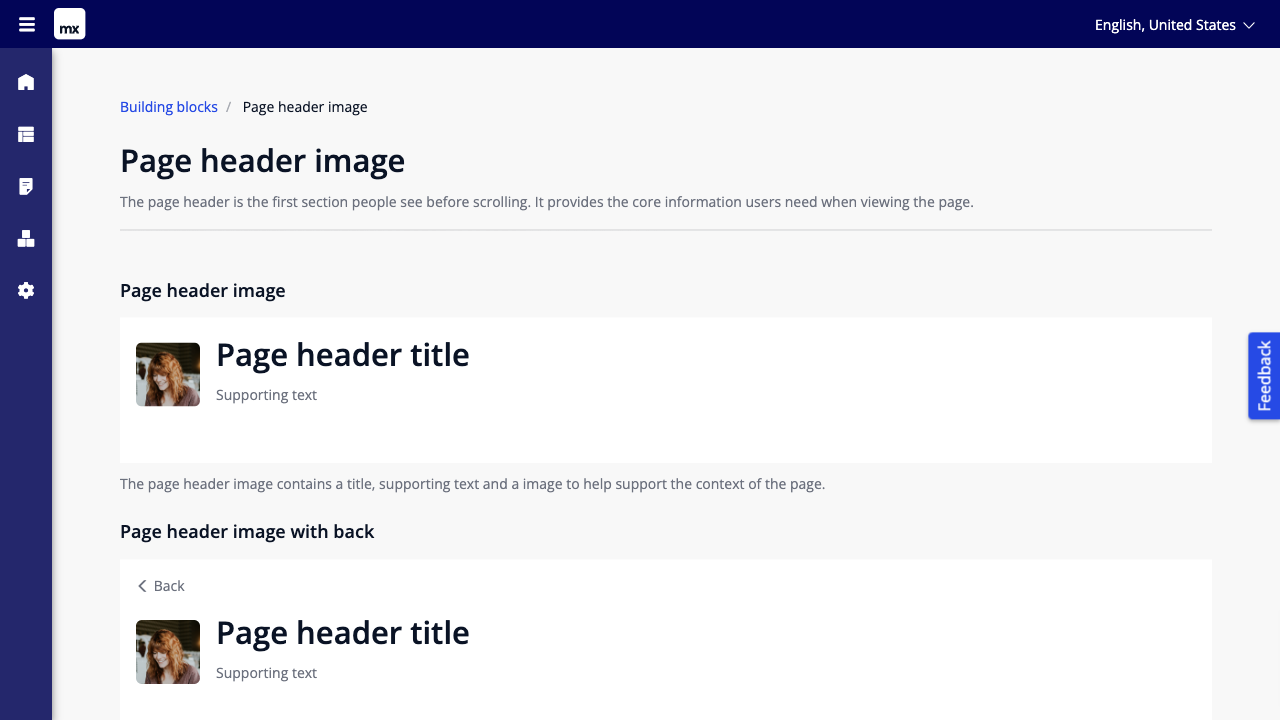 mx
English, United States
Building blocks / Page header image
Page header image
The page header is the first section people see before scrolling. It provides the core information users need when viewing the page.
Page header image
Page header title
Supporting text
Feedback
The page header image contains a title, supporting text and a image to help support the context of the page.
Page header image with back
Back
Page header title
Supporting text